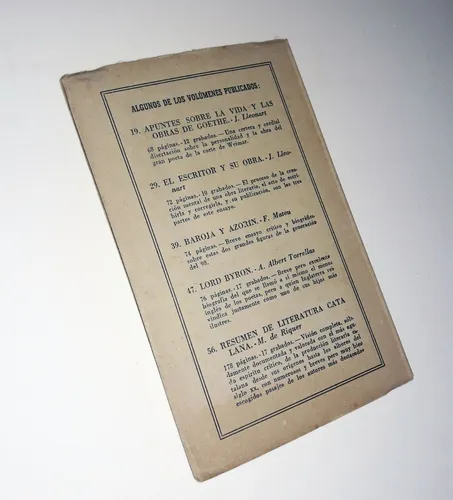 ALGUNOS DE LOS VOLÚMENES PUBLICADOS:
19. APUNTES SOBRE LA VIDA Y LAS
OBRAS DE GOETHE.-J. Lleonart
68 páginas.-12 grabados.—Una certera y cordial
disertación sobre la personalidad y la obra del
gran poeta de la corte de Weimar.
29. EL ESCRITOR Y SU OBRA.-J. Lleo-
nart
72 páginas.-10 grabados.—El proceso de la crea-
ción mental de una obra literaria, el acto de escri-
birla y corregirla, y su publicación, son las tres
partes de este ensayo.
39. BAROJA Y AZORIN.-F. Mateu
74 páginas.—Breve ensayo crítico y biográfico
sobre estas dos grandes figuras de la generación
del 98.
47. LORD BYRON.-A. Albert Torrellas
76 páginas.-17 grabados.—Breve pero
biografía del que se llamó a sí mismo el menos
inglés de los poetas, pero a quien Inglaterra rei-
vindica justamente como uno de sus hijos más
ilustres.
56. RESUMEN DE LITERATURA CATA
LANA.-M. de Riquer
178 páginas.-17 grabados.—Visión completa, sóli-
damente documentada y valorada con el más agu-
do espíritu crítico, de la producción literaria ca-
talana desde sus orígenes hasta los albores del
siglo XX, con numerosos y breves pero muy bien
escogidos pasajes de los autores más destacados